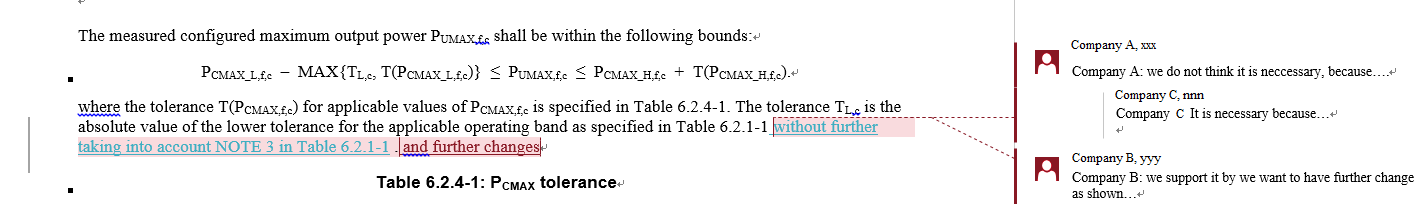 The measured configured maximum output power PUMAX,f,c shall be within the following bounds:
PCMAX_L,f,c − MAX{TL,c, T(PCMAX_L,f,c)} ≤ PUMAX,f,c ≤ PCMAX_H,f,c + T(PCMAX_H,f,c).
where the tolerance T(PCMAX,f,c) for applicable values of PCMAX,f,c is specified in Table 6.2.4-1. The tolerance TL,c is the
absolute value of the lower tolerance for the applicable operating band as specified in Table 6.2.1-1 without further
taking into account NOTE 3 in Table 6.2.1-1 . and further changes
Table 6.2.4-1: PCMAX tolerance
Company A, xxx
Company A: we do not think it is neccessary, because….
Company C, nnn
Company C It is necessary because…
Company B, yyy
Company B: we support it by we want to have further change
as shown…